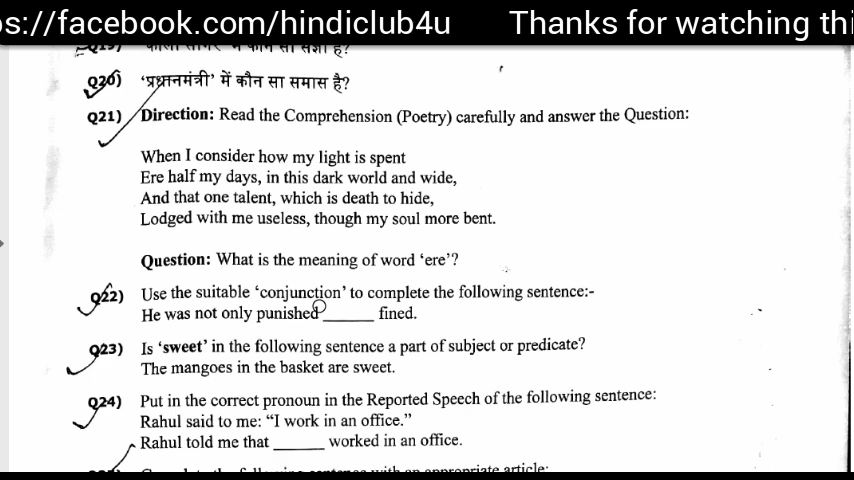 s://facebook.com/hindiclub4u Thanks for watching thi
Q20) ‘प्रधानमंत्री’ में कौन सा समास है?
Q21) Direction: Read the Comprehension (Poetry) carefully and answer the Question:
When I consider how my light is spent
Ere half my days, in this dark world and wide,
And that one talent, which is death to hide,
Lodged with me useless, though my soul more bent.
Question: What is the meaning of word ‘ere’?
Q22) Use the suitable ‘conjunction’ to complete the following sentence:-
He was not only punished ______ fined.
Q23) Is ‘sweet’ in the following sentence a part of subject or predicate?
The mangoes in the basket are sweet.
Q24) Put in the correct pronoun in the Reported Speech of the following sentence:
Rahul said to me: “I work in an office.”
Rahul told me that ______ worked in an office.